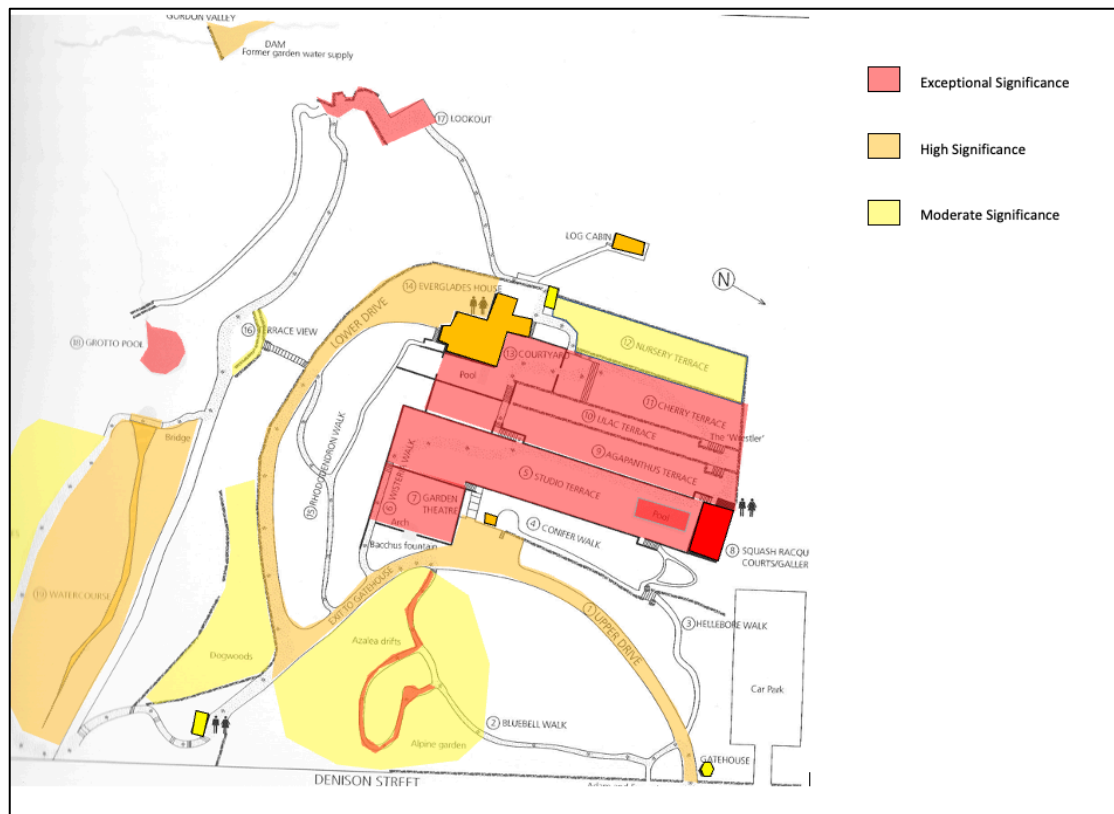 GORDON VALLEY
DAM
Former garden water supply
Exceptional Significance
High Significance
Moderate Significance
17 LOOKOUT
LOG CABIN
N
14 EVERGLADES HOUSE
LOWER DRIVE
16 TERRACE VIEW
18 GROTTO POOL
12 NURSERY TERRACE
13 COURTYARD
Pool
11 CHERRY TERRACE
10 LILAC TERRACE
The 'Wrestler'
9 AGAPANTHUS TERRACE
5 STUDIO TERRACE
Bridge
15 RHODODENDRON WALK
6 WISTERIA WALK
7 GARDEN
THEATRE
Pool
Arch
4 CONIFER WALK
Bacchus fountain
8 SQUASH RACQU
COURTS/GALLER
19 WATERCOURSE
EXIT TO GATEHOUSE
1 UPPER DRIVE
3 HELLEBORE WALK
Azalea drifts
Dogwoods
Car Park
2 BLUEBELL WALK
Alpine garden
GATEHOUSE
DENISON STREET